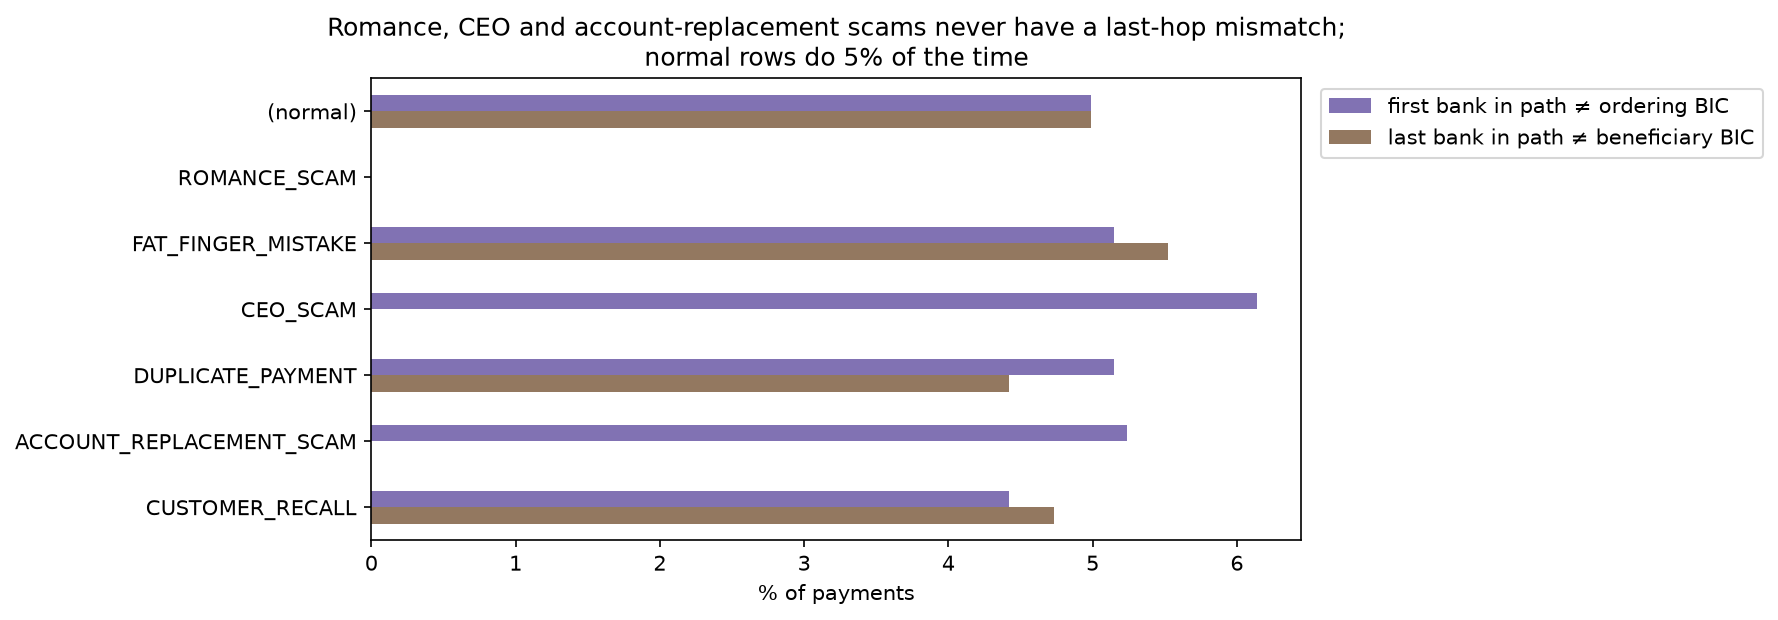 Romance, CEO and account-replacement scams never have a last-hop mismatch;
normal rows do 5% of the time
first bank in path ≠ ordering BIC
last bank in path ≠ beneficiary BIC
(normal)
ROMANCE_SCAM
FAT_FINGER_MISTAKE
CEO_SCAM
DUPLICATE_PAYMENT
ACCOUNT_REPLACEMENT_SCAM
CUSTOMER_RECALL
0 1 2 3 4 5 6
% of payments